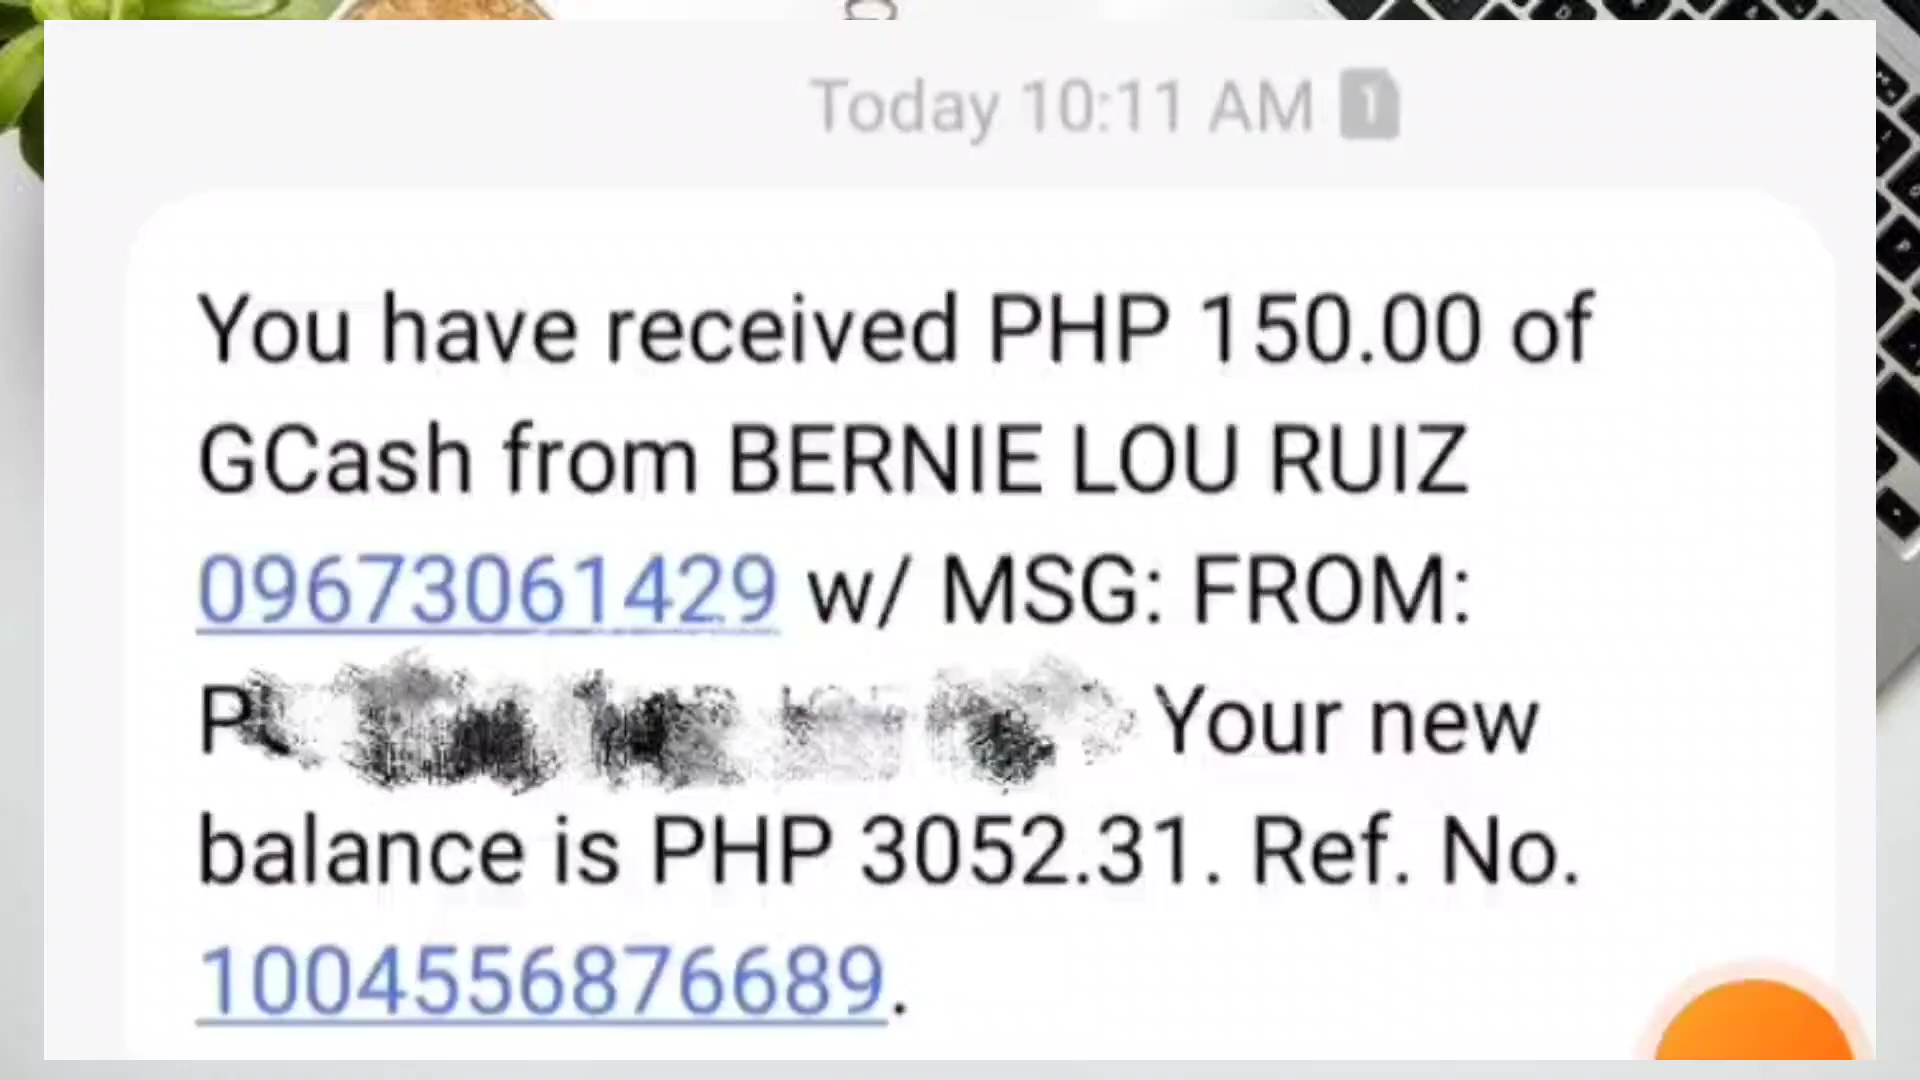 Today 10:11 AM 1
You have received PHP 150.00 of
GCash from BERNIE LOU RUIZ
09673061429 w/ MSG: FROM:
Your new
balance is PHP 3052.31. Ref. No.
1004556876689.